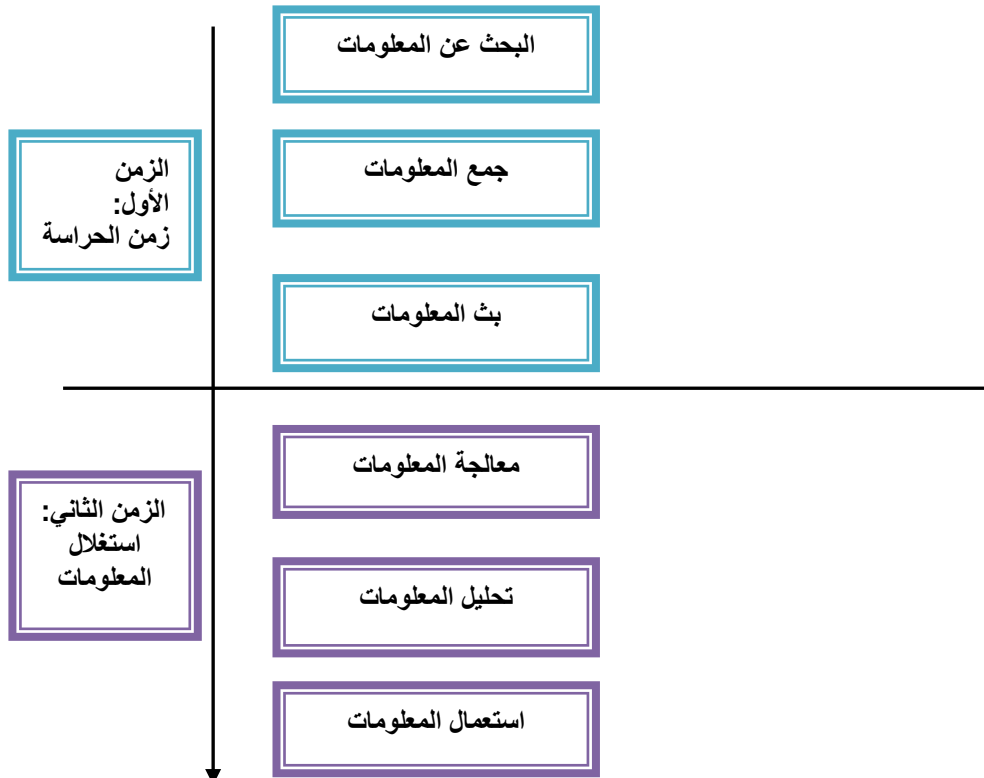 البحث عن المعلومات
جمع المعلومات
الزمن
الأول:
زمن الحراسة
بث المعلومات
معالجة المعلومات
الزمن الثاني:
استغلال
المعلومات
تحليل المعلومات
استعمال المعلومات